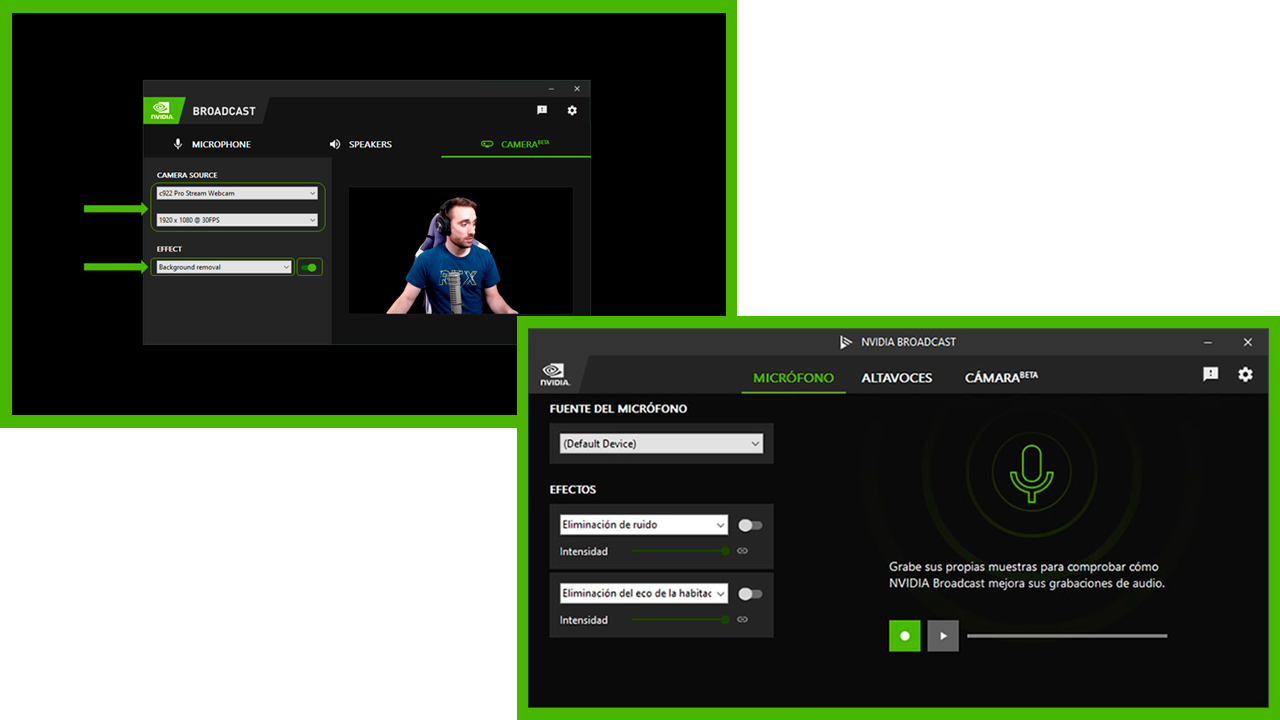 NVIDIA.
BROADCAST
MICROPHONE
SPEAKERS
CAMERA BETA
CAMERA SOURCE
c922 Pro Stream Webcam
1920 x 1080 @ 30FPS
EFFECT
Background removal
RTX
NVIDIA BROADCAST
NVIDIA.
MICRÓFONO
ALTAVOCES
CÁMARA BETA
FUENTE DEL MICRÓFONO
(Default Device)
EFECTOS
Eliminación de ruido
Intensidad
Eliminación del eco de la habitac
Intensidad
Grabe sus propias muestras para comprobar cómo
NVIDIA Broadcast mejora sus grabaciones de audio.